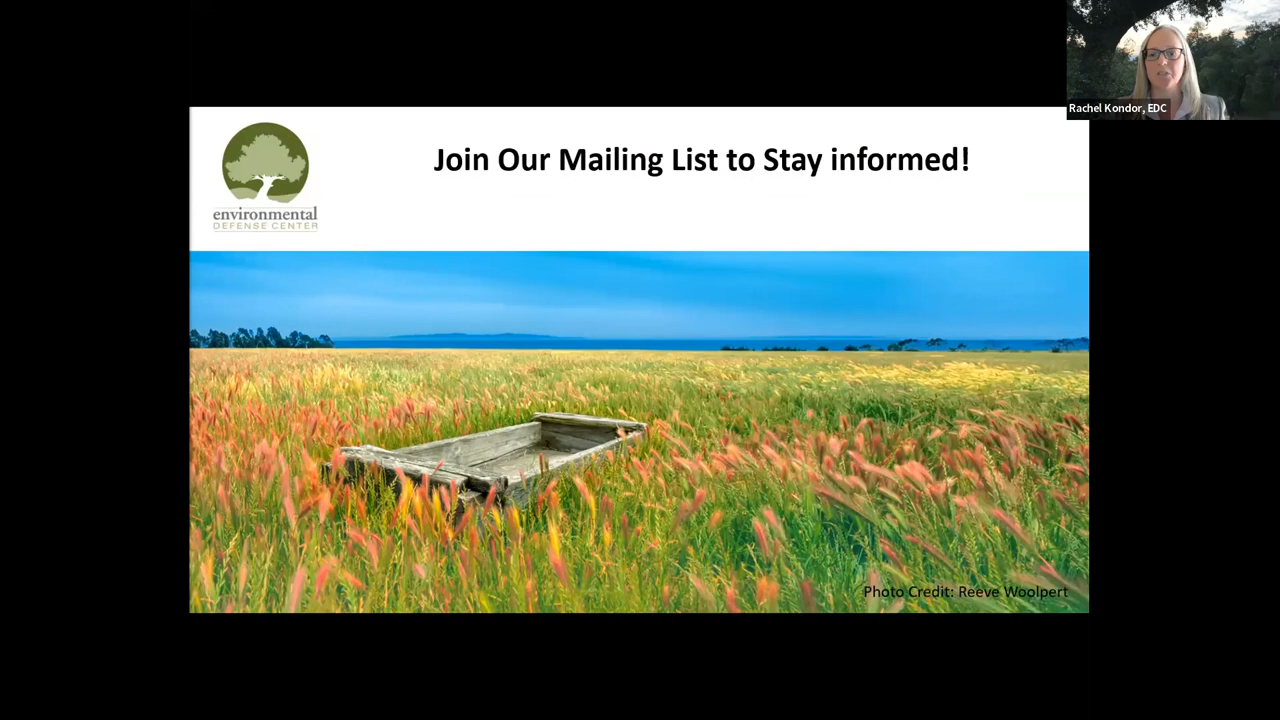 Rachel Kondor, EDC
Join Our Mailing List to Stay informed!
environmental
DEFENSE CENTER
Photo Credit: Reeve Woolpert